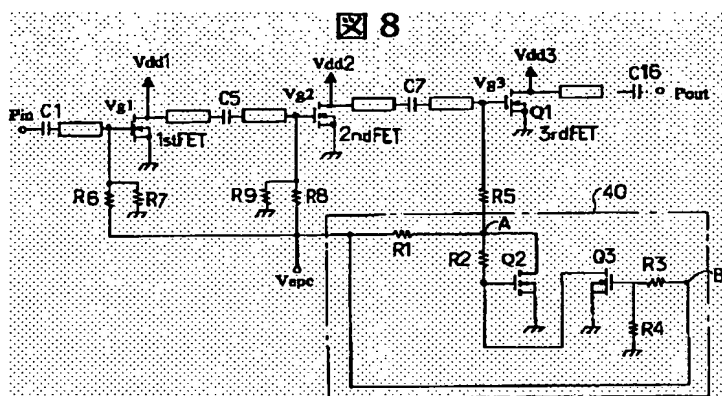 図 8
Vdd1
Vdd2
Vdd3
Pin
C1
Vg1
C5
Vg2
C7
Vg3
Q1
C16
Pout
1stFET
2ndFET
3rdFET
R6
R7
R9
R8
R5
40
A
R1
R2
Q2
Q3
R3
B
R4
Vapc